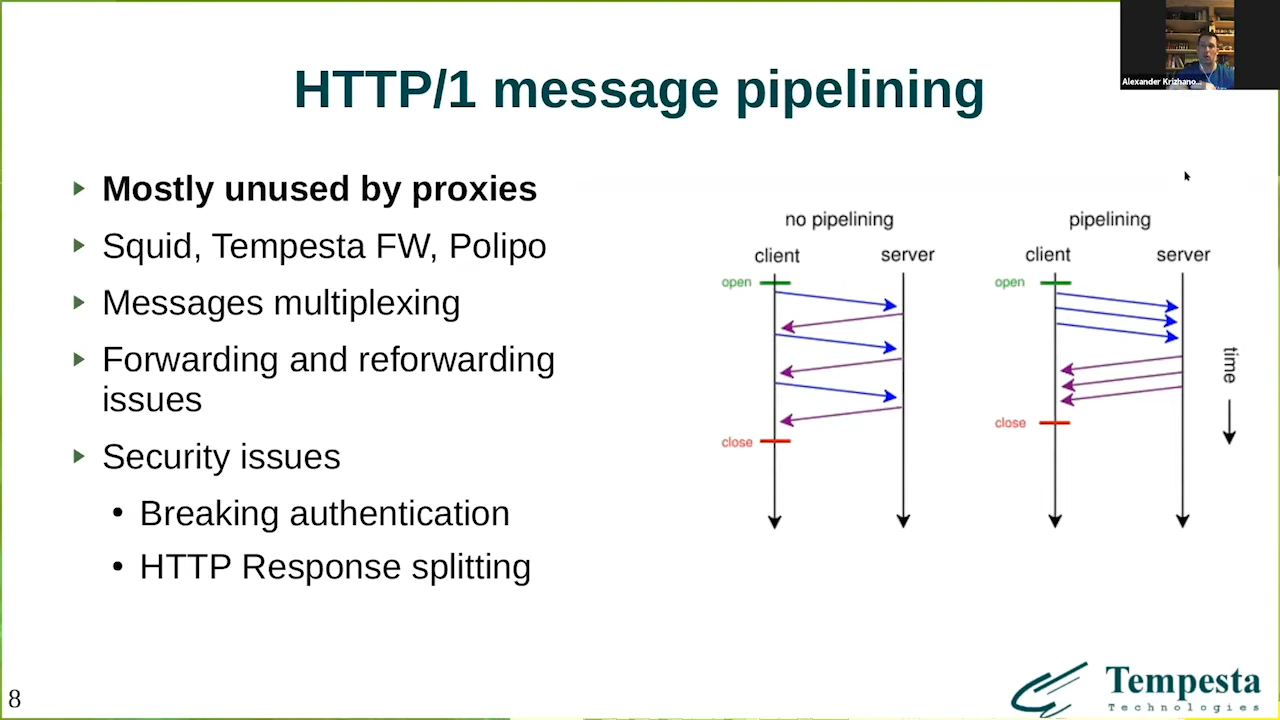 Alexander Krizhano...
HTTP/1 message pipelining
Mostly unused by proxies
Squid, Tempesta FW, Polipo
Messages multiplexing
Forwarding and reforwarding
issues
Security issues
Breaking authentication
HTTP Response splitting
no pipelining
client server
open
close
pipelining
client server
open
close
time
8
Tempesta
Technologies